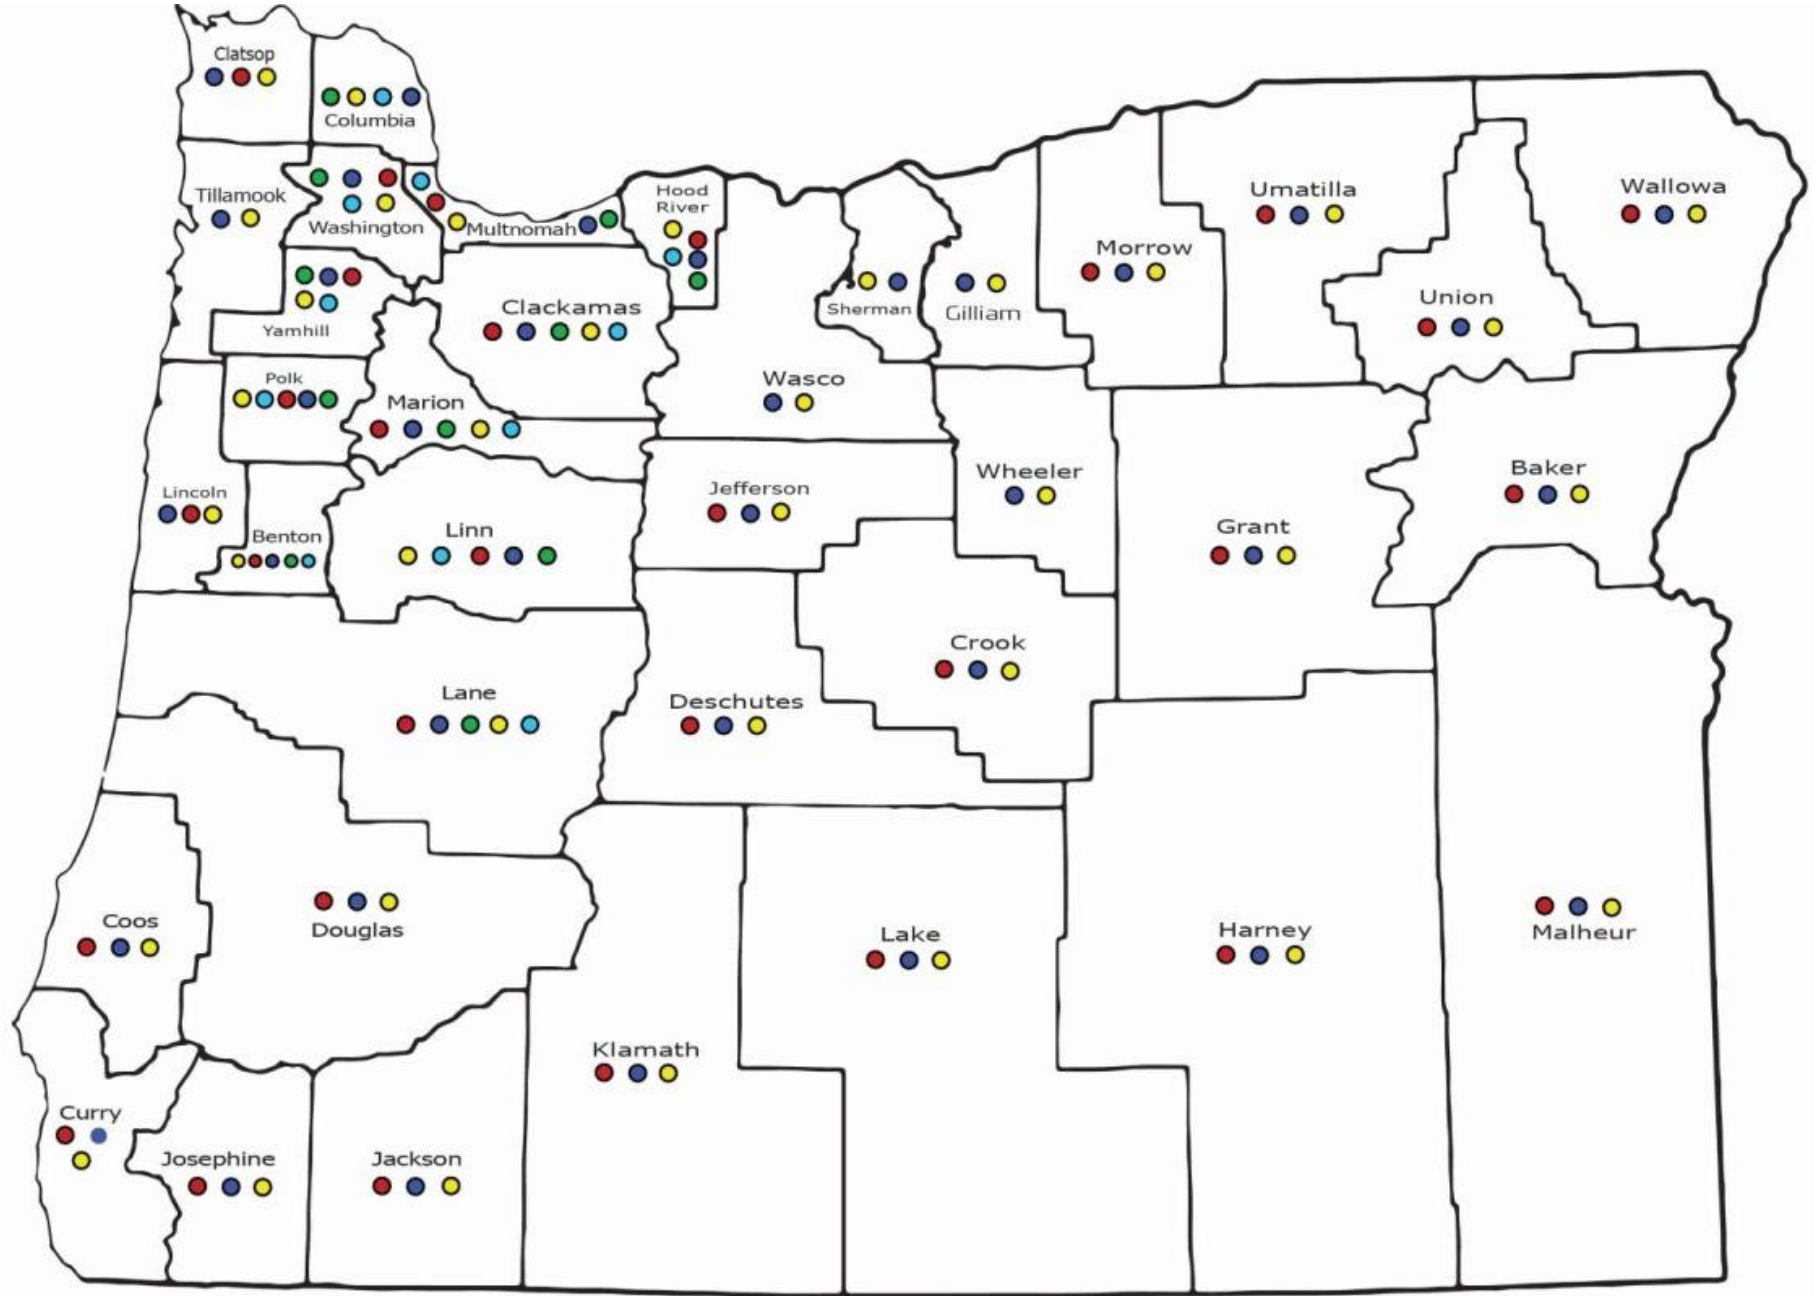 Clatsop
Columbia
Tillamook
Washington
Multnomah
Hood
River
Umatilla
Wallowa
Morrow
Sherman
Gilliam
Union
Yamhill
Clackamas
Polk
Marion
Wasco
Lincoln
Benton
Linn
Jefferson
Wheeler
Grant
Baker
Lane
Deschutes
Crook
Coos
Douglas
Lake
Harney
Malheur
Klamath
Curry
Josephine
Jackson